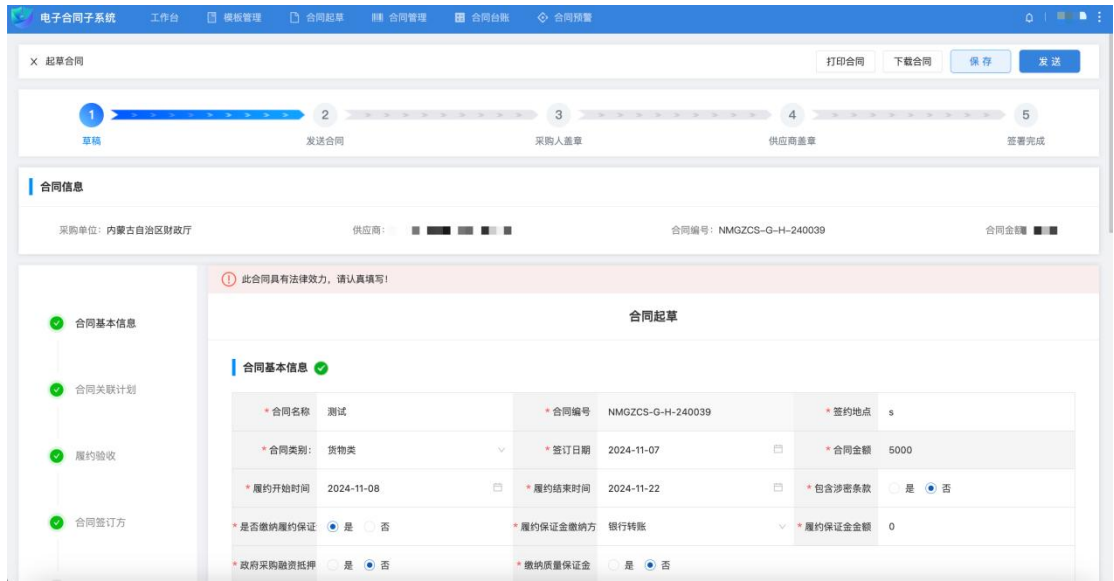 电子合同子系统 工作台 模板管理 合同起草 合同管理 合同台账 合同预警
X 起草合同 打印合同 下载合同 保存 发送
1 2 3 4 5
草稿 发送合同 采购人盖章 供应商盖章 签署完成
合同信息
采购单位：内蒙古自治区财政厅 供应商： 合同编号：NMGZCS-G-H-240039 合同金额
此合同具有法律效力，请认真填写！
合同起草
合同基本信息
合同关联计划
履约验收
合同签订方
合同基本信息
* 合同名称 测试 * 合同编号 NMGZCS-G-H-240039 * 签约地点 s
* 合同类别： 货物类 * 签订日期 2024-11-07 * 合同金额 5000
* 履约开始时间 2024-11-08 * 履约结束时间 2024-11-22 * 包含涉密条款 是 否
* 是否缴纳履约保证 是 否 * 履约保证金缴纳方 银行转账 * 履约保证金金额 0
* 政府采购融资抵押 是 否 * 缴纳质量保证金 是 否